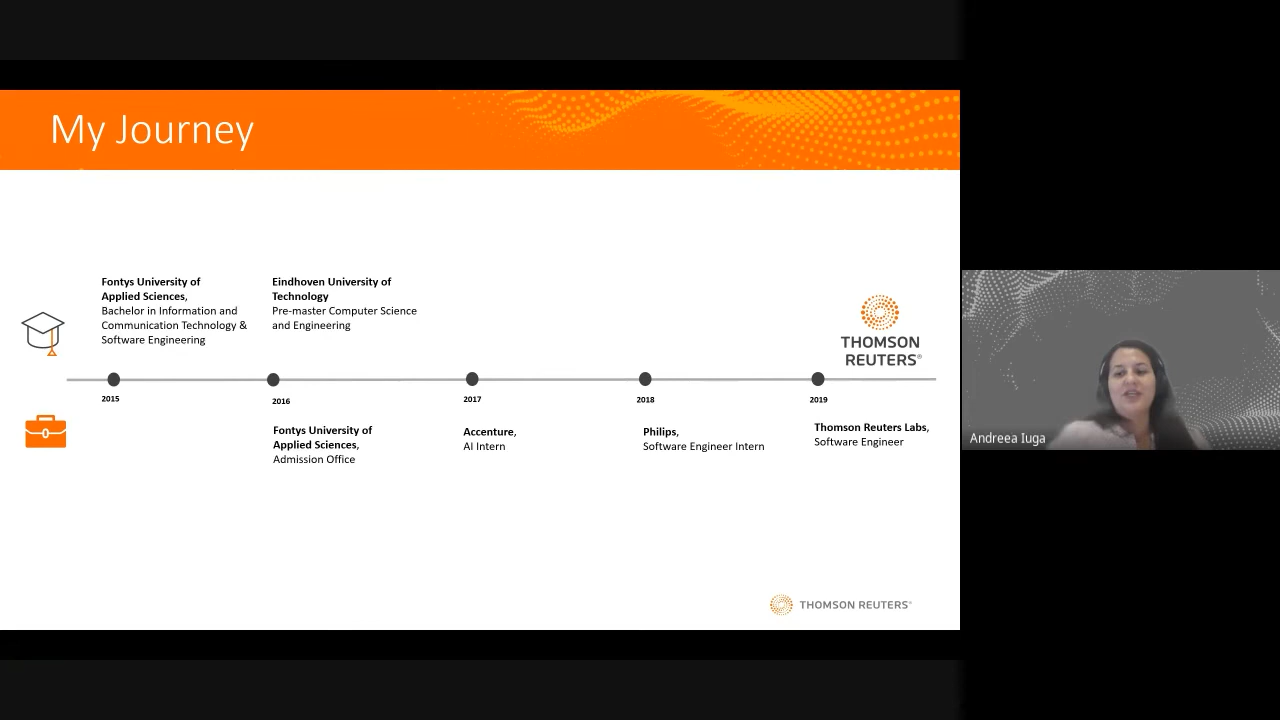 My Journey
Fontys University of
Applied Sciences,
Bachelor in Information and
Communication Technology &
Software Engineering
Eindhoven University of
Technology
Pre-master Computer Science
and Engineering
THOMSON
REUTERS®
2015
2016
2017
2018
2019
Fontys University of
Applied Sciences,
Admission Office
Accenture,
AI Intern
Philips,
Software Engineer Intern
Thomson Reuters Labs,
Software Engineer
THOMSON REUTERS®
Andreea Iuga